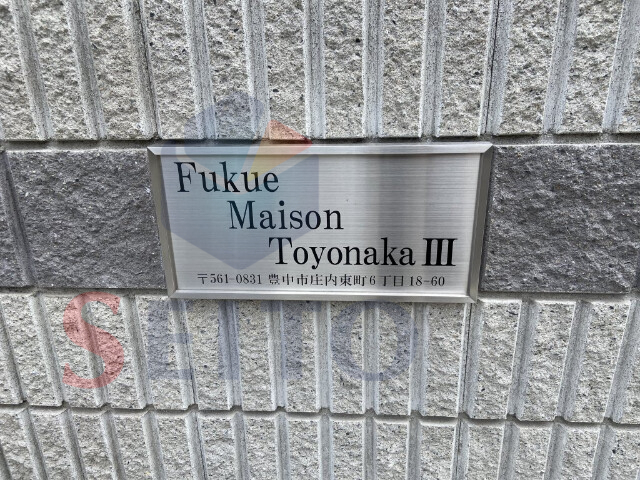 Fukue
Maison
Toyonaka III
〒561-0831 豊中市庄内東町6丁目18-60
SEITO